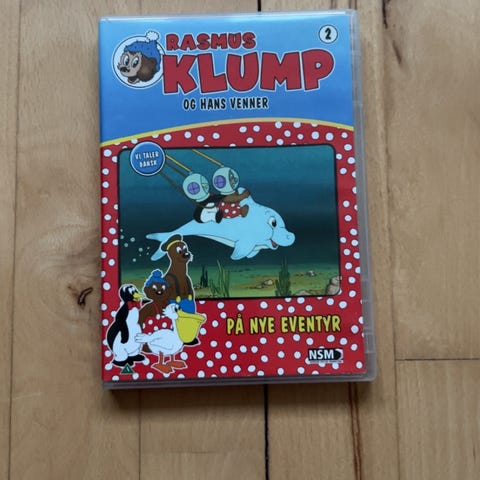 RASMUS
KLUMP
2
OG HANS VENNER
VI TALER
DANSK
PÅ NYE EVENTYR
NSM